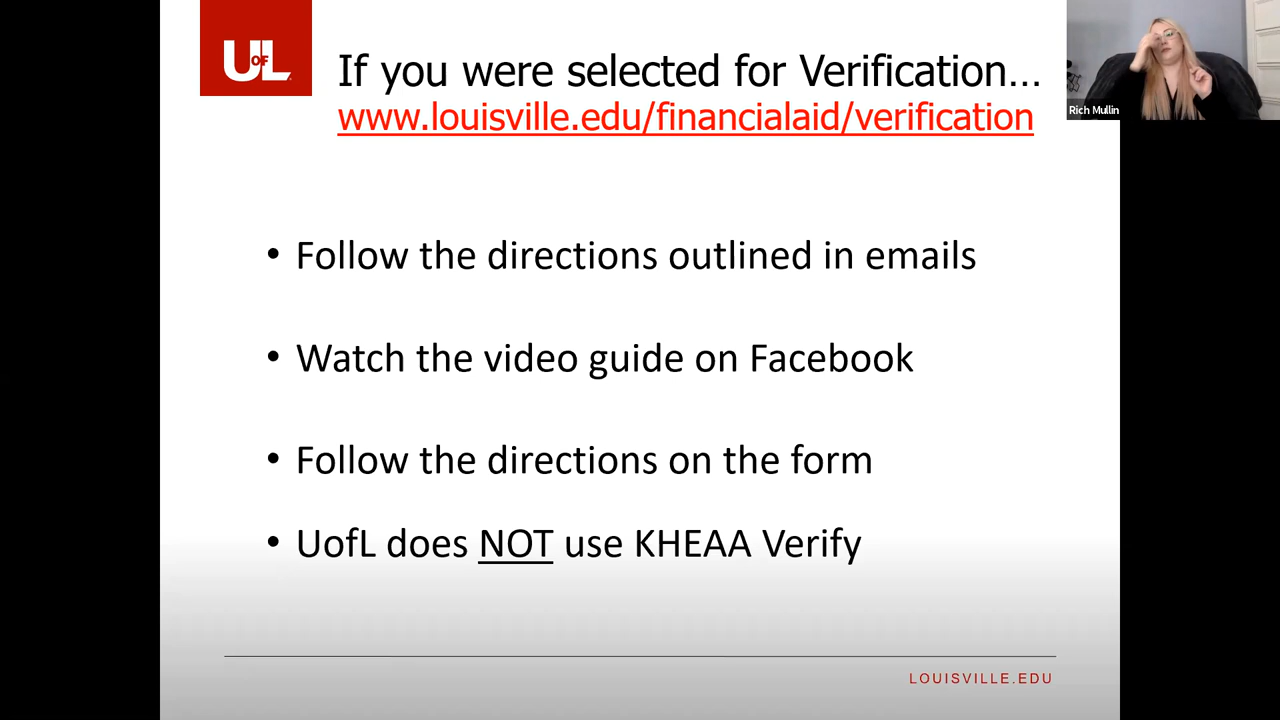 U OF L
If you were selected for Verification...
www.louisville.edu/financialaid/verification
Rich Mullin
• Follow the directions outlined in emails
• Watch the video guide on Facebook
• Follow the directions on the form
• UofL does NOT use KHEAA Verify
LOUISVILLE.EDU